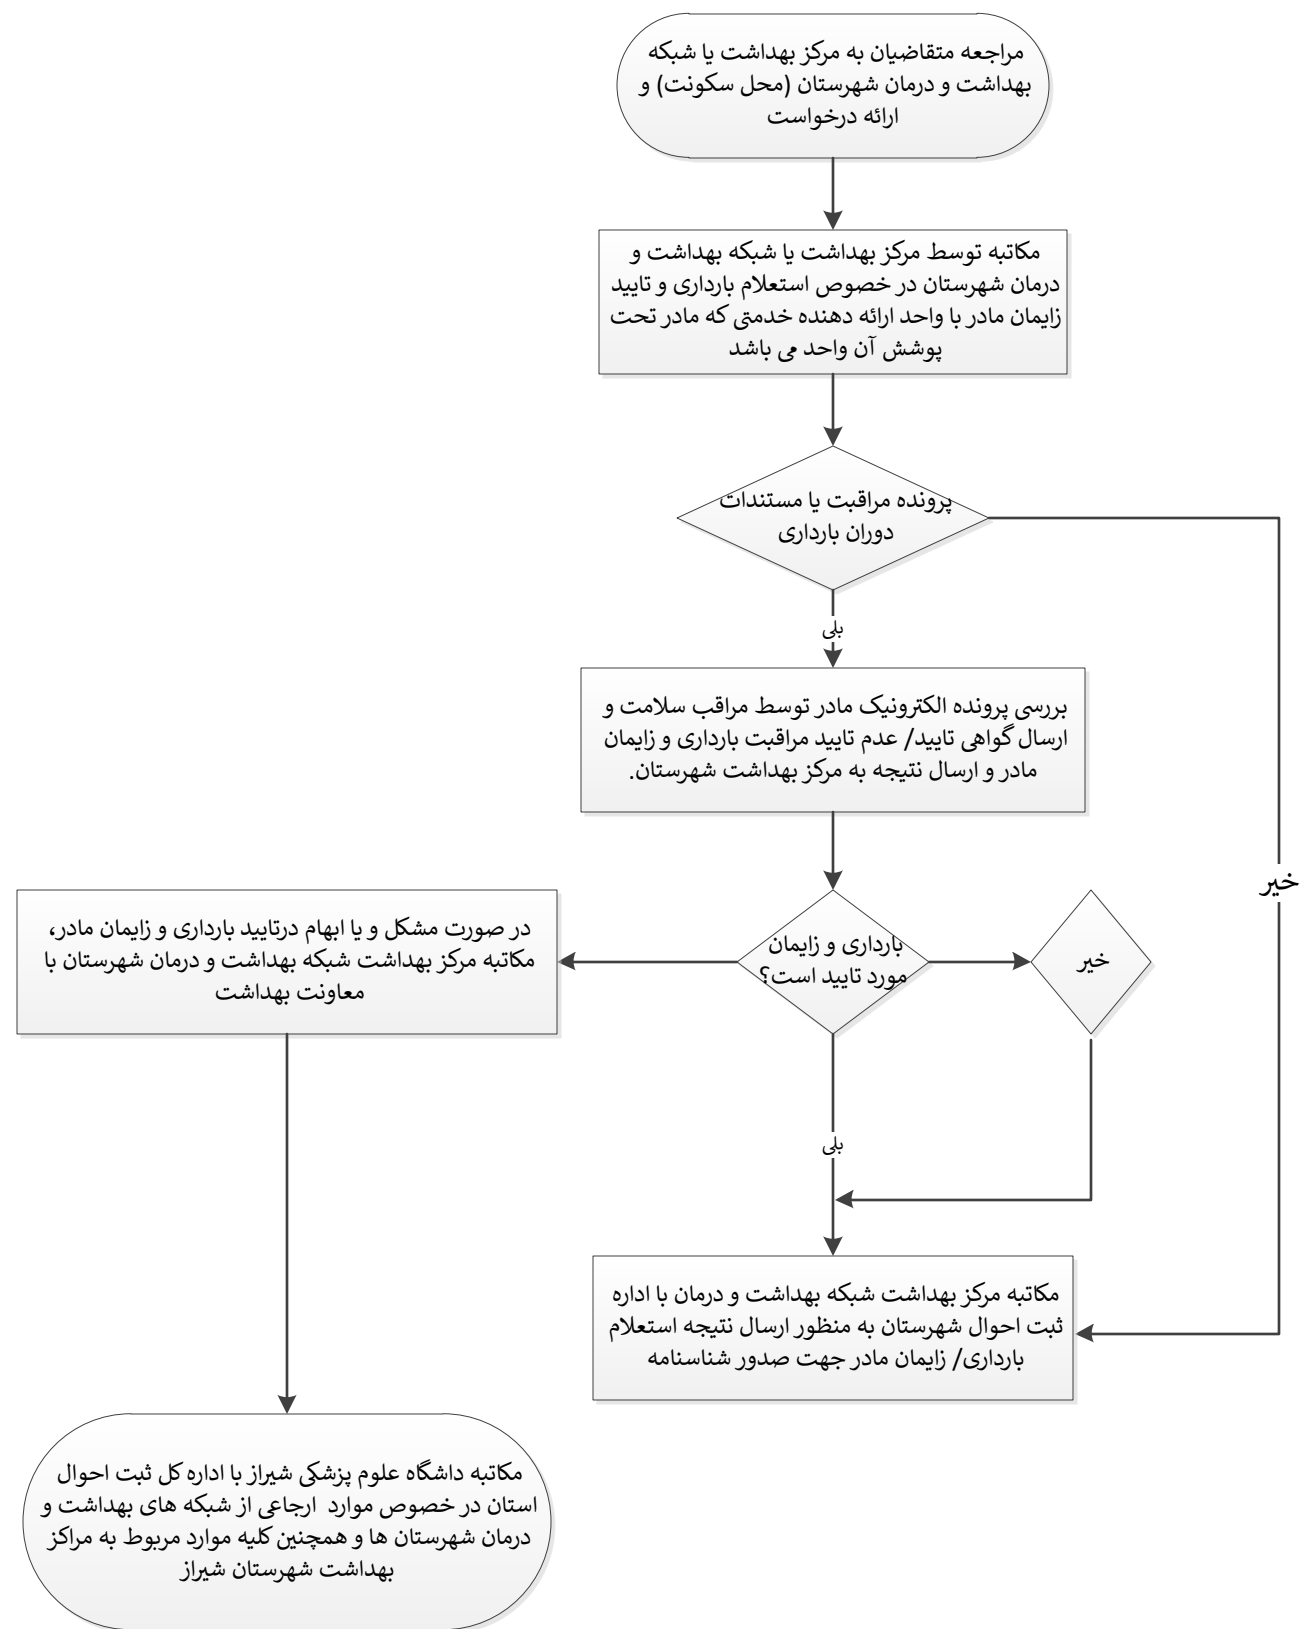 مراجعه متقاضیان به مرکز بهداشت یا شبکه
بهداشت و درمان شهرستان (محل سکونت) و
ارائه درخواست
مکاتبه توسط مرکز بهداشت یا شبکه بهداشت و
درمان شهرستان در خصوص استعلام بارداری و تایید
زایمان مادر با واحد ارائه دهنده خدمتی که مادر تحت
پوشش آن واحد می باشد
پرونده مراقبت یا مستندات
دوران بارداری
بلی
بررسی پرونده الکترونیک مادر توسط مراقب سلامت و
ارسال گواهی تایید/ عدم تایید مراقبت بارداری و زایمان
مادر و ارسال نتیجه به مرکز بهداشت شهرستان.
خیر
بارداری و زایمان
مورد تایید است؟
خیر
در صورت مشکل و یا ابهام درتایید بارداری و زایمان مادر،
مکاتبه مرکز بهداشت شبکه بهداشت و درمان شهرستان با
معاونت بهداشت
بلی
مکاتبه مرکز بهداشت شبکه بهداشت و درمان با اداره
ثبت احوال شهرستان به منظور ارسال نتیجه استعلام
بارداری/ زایمان مادر جهت صدور شناسنامه
مکاتبه داشگاه علوم پزشکی شیراز با اداره کل ثبت احوال
استان در خصوص موارد ارجاعی از شبکه های بهداشت و
درمان شهرستان ها و همچنین کلیه موارد مربوط به مراکز
بهداشت شهرستان شیراز